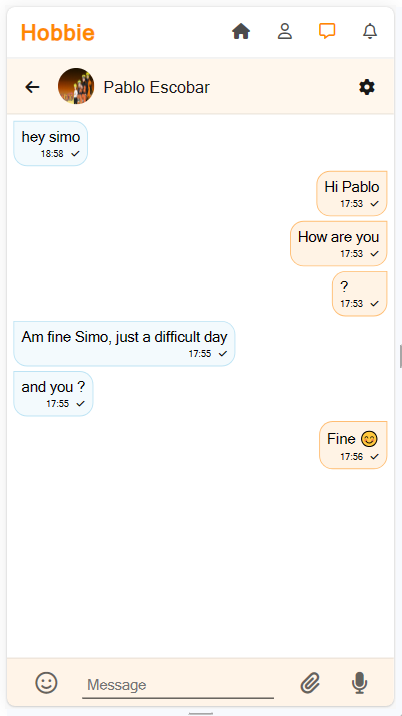 Hobbie
Pablo Escobar
hey simo
18:58
Hi Pablo
17:53
How are you
17:53
?
17:53
Am fine Simo, just a difficult day
17:55
and you ?
17:55
Fine 😊
17:56
Message